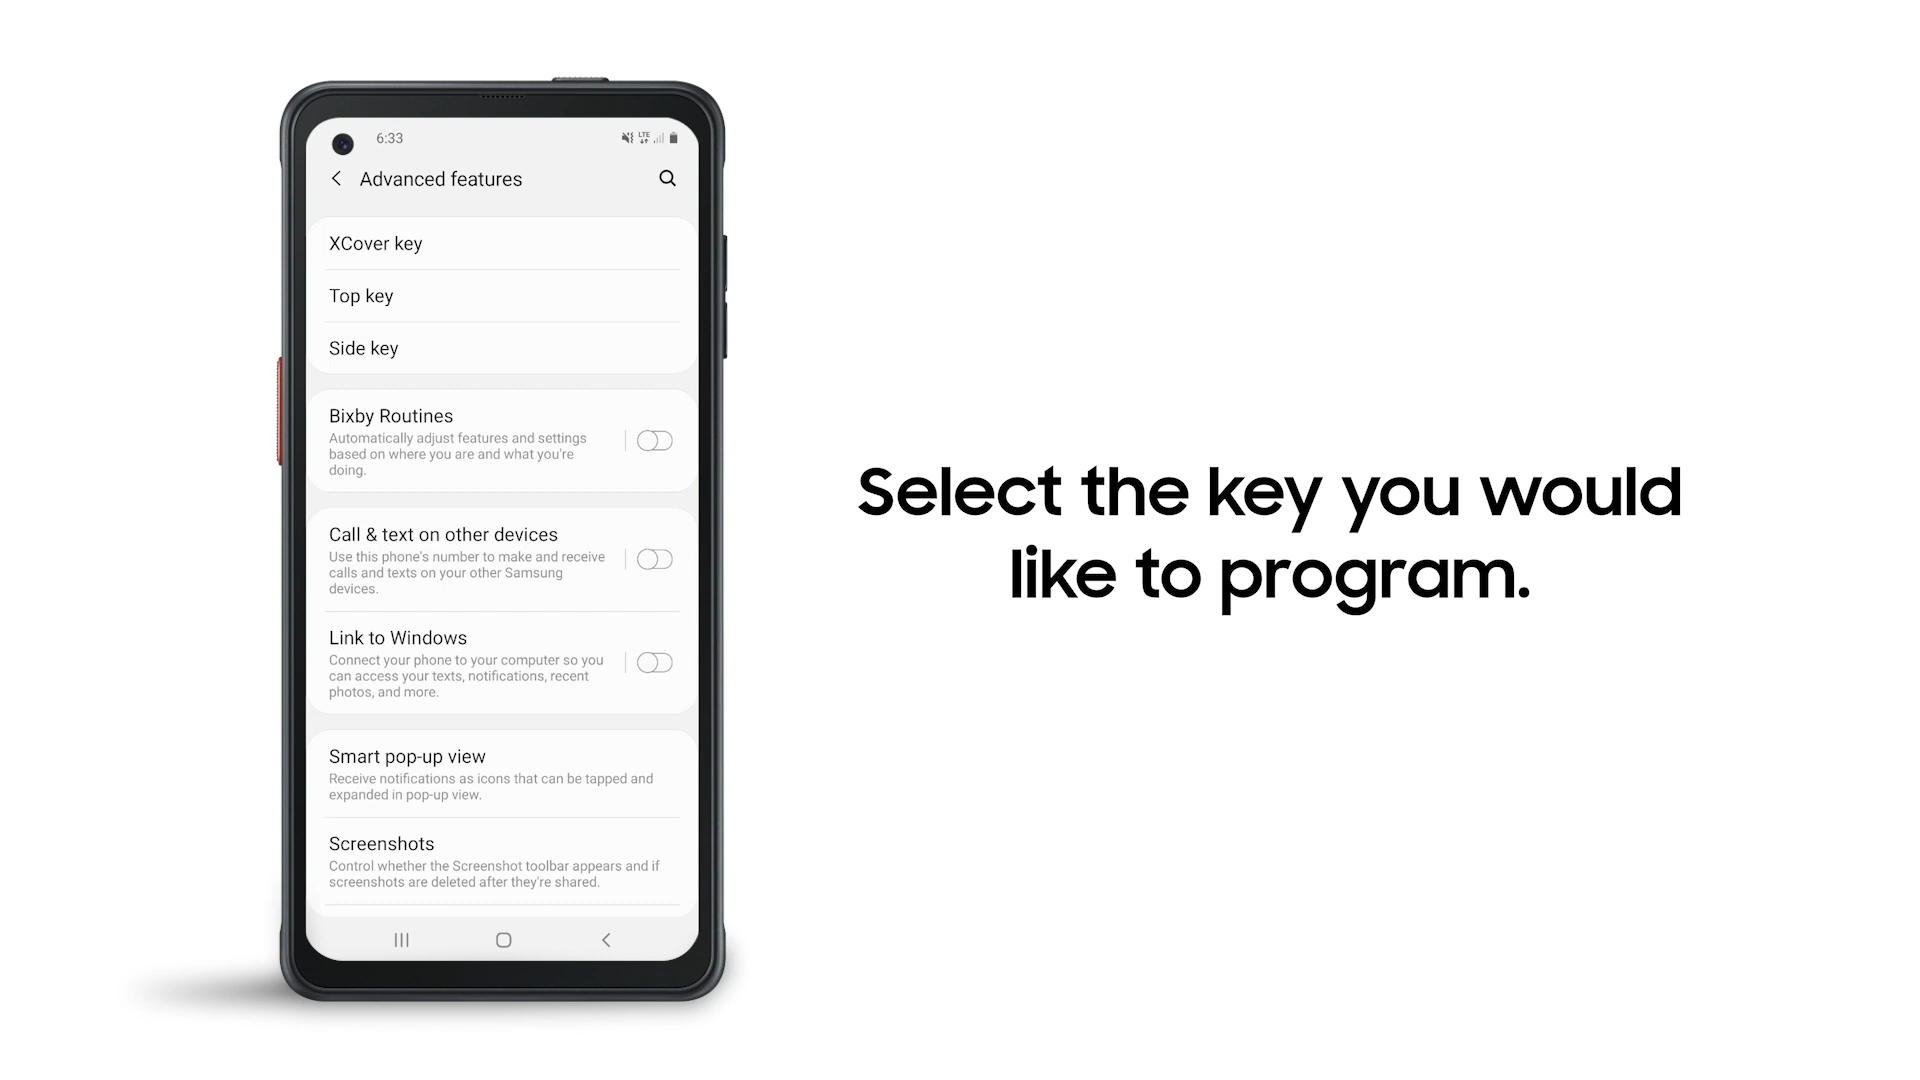 6:33
LTE
Advanced features
XCover key
Top key
Side key
Bixby Routines
Automatically adjust features and settings
based on where you are and what you're
doing.
Call & text on other devices
Use this phone's number to make and receive
calls and texts on your other Samsung
devices.
Link to Windows
Connect your phone to your computer so you
can access your texts, notifications, recent
photos, and more.
Smart pop-up view
Receive notifications as icons that can be tapped and
expanded in pop-up view.
Screenshots
Control whether the Screenshot toolbar appears and if
screenshots are deleted after they're shared.
Select the key you would
like to program.